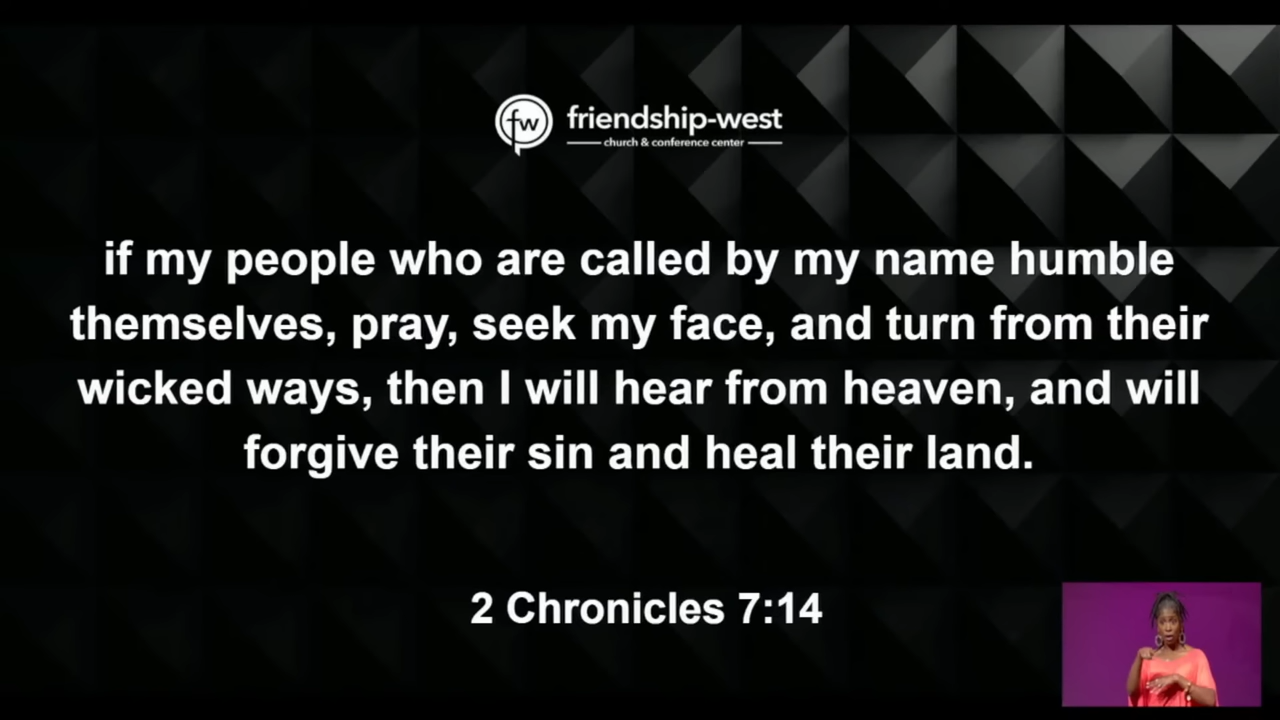 fw
friendship-west
church & conference center
if my people who are called by my name humble
themselves, pray, seek my face, and turn from their
wicked ways, then I will hear from heaven, and will
forgive their sin and heal their land.
2 Chronicles 7:14